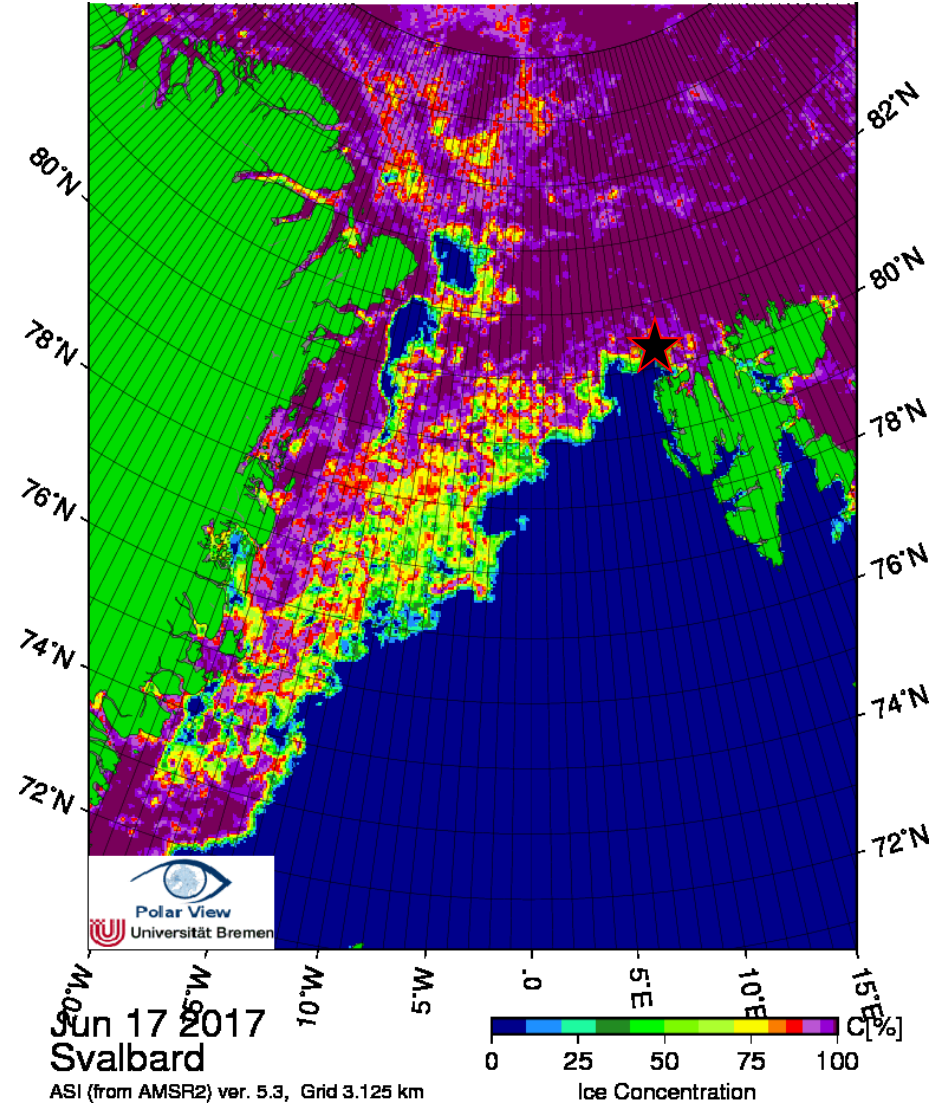 82°N
80°N
80°N
78°N
78°N
76°N
76°N
74°N
74°N
72°N
72°N
Polar View
Universität Bremen
20°W
15°W
10°W
5°W
0
5°E
10°E
15°E
Jun 17 2017
Svalbard
C[%]
0 25 50 75 100
ASI (from AMSR2) ver. 5.3, Grid 3.125 km
Ice Concentration